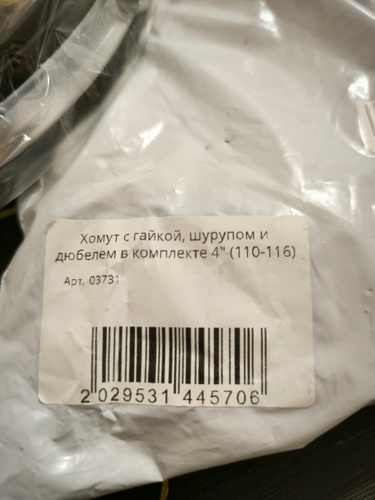 Хомут с гайкой, шурупом и
дюбелем в комплекте 4" (110-116)
Арт. 03731
2 029531 445706